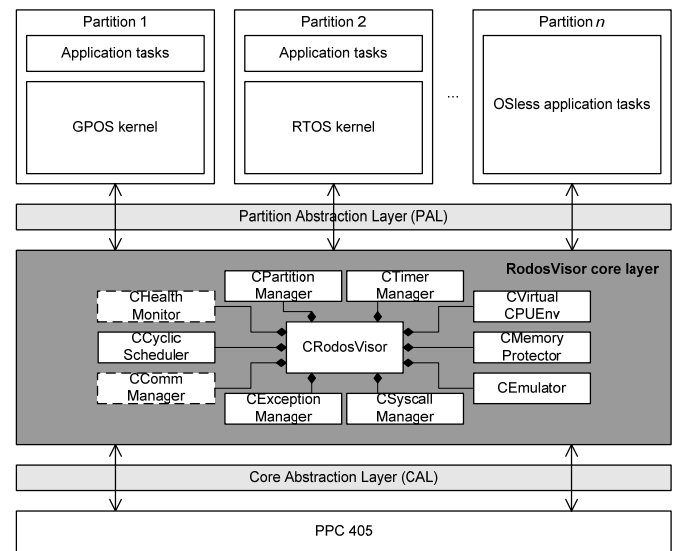 Partition 1
Application tasks
GPOS kernel
Partition 2
Application tasks
RTOS kernel
...
Partition n
OSless application tasks
Partition Abstraction Layer (PAL)
RodosVisor core layer
CPartition
Manager
CTimer
Manager
CHealth
Monitor
CVirtual
CPUEnv
CCyclic
Scheduler
CRodosVisor
CMemory
Protector
CComm
Manager
CEmulator
CException
Manager
CSyscall
Manager
Core Abstraction Layer (CAL)
PPC 405